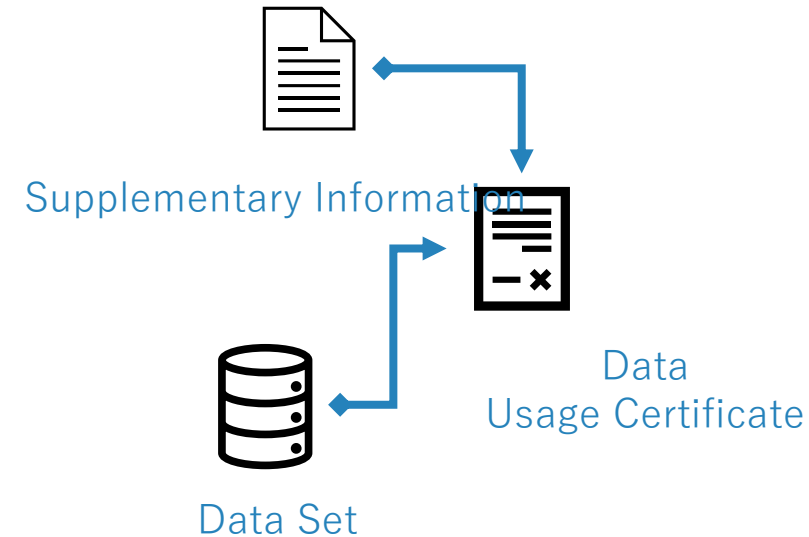 Supplementary Information
Data
Usage Certificate
Data Set